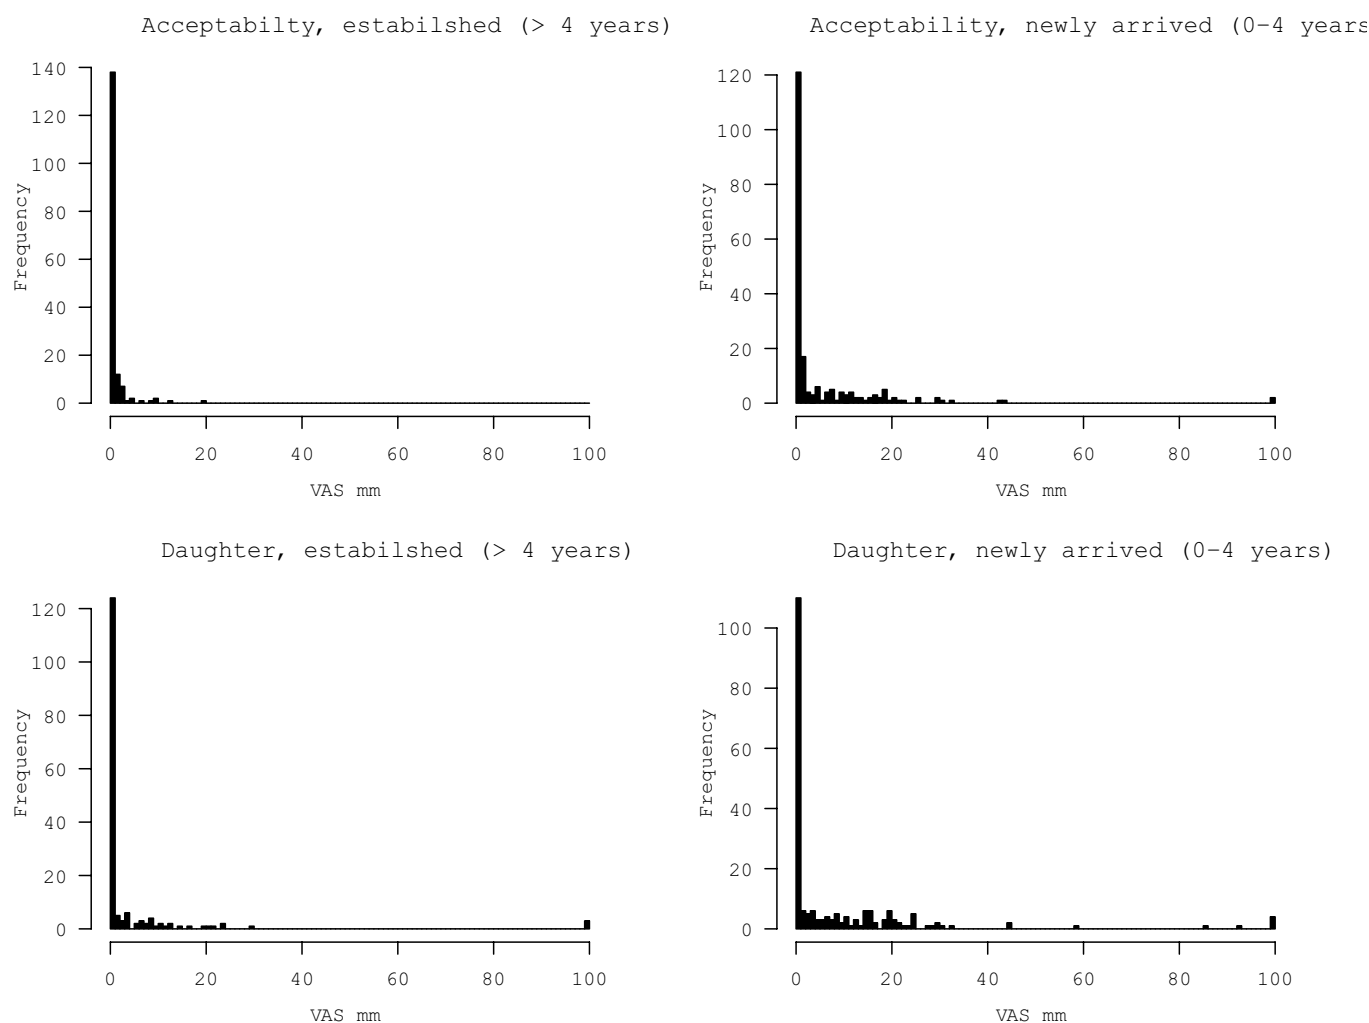 Acceptabilty, estabilshed (> 4 years)
140
120
100
80
60
40
20
0
Frequency
0 20 40 60 80 100
VAS mm
Acceptability, newly arrived (0-4 years
120
100
80
60
40
20
0
Frequency
0 20 40 60 80 100
VAS mm
Daughter, estabilshed (> 4 years)
120
100
80
60
40
20
0
Frequency
0 20 40 60 80 100
VAS mm
Daughter, newly arrived (0-4 years)
100
80
60
40
20
0
Frequency
0 20 40 60 80 100
VAS mm